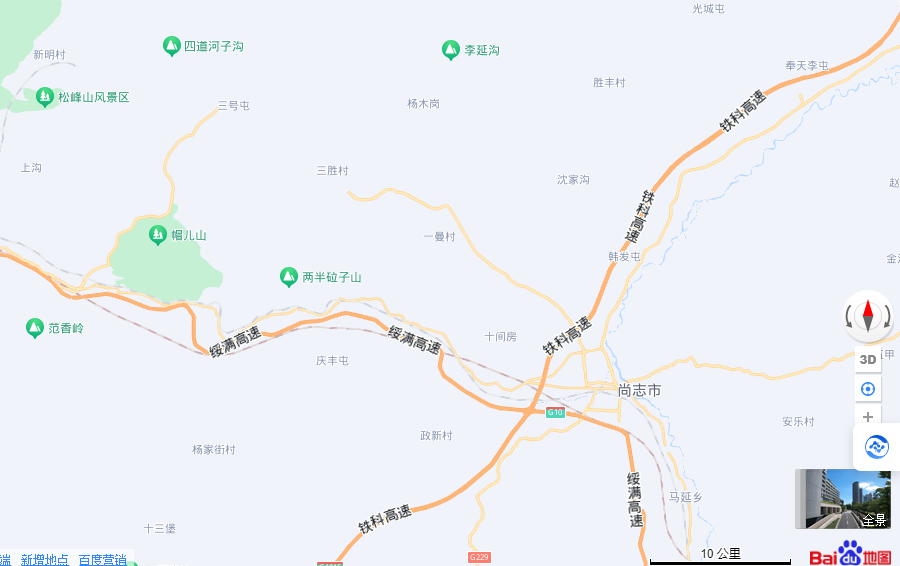 光城屯
新明村
四道河子沟
李延沟
奉天李屯
胜丰村
松峰山风景区
三号屯
杨木岗
铁科高速
上沟
三胜村
沈家沟
赵
铁科高速
帽儿山
一曼村
韩发屯
金
两半砬子山
范香岭
绥满高速
绥满高速
十间房
铁科高速
庆丰屯
3D
甲
尚志市
G10
安乐村
政新村
杨家街村
绥满高速
马延乡
铁科高速
全景
十三堡
10 公里
端 新增地点 百度营销
G229
Bai du 地图